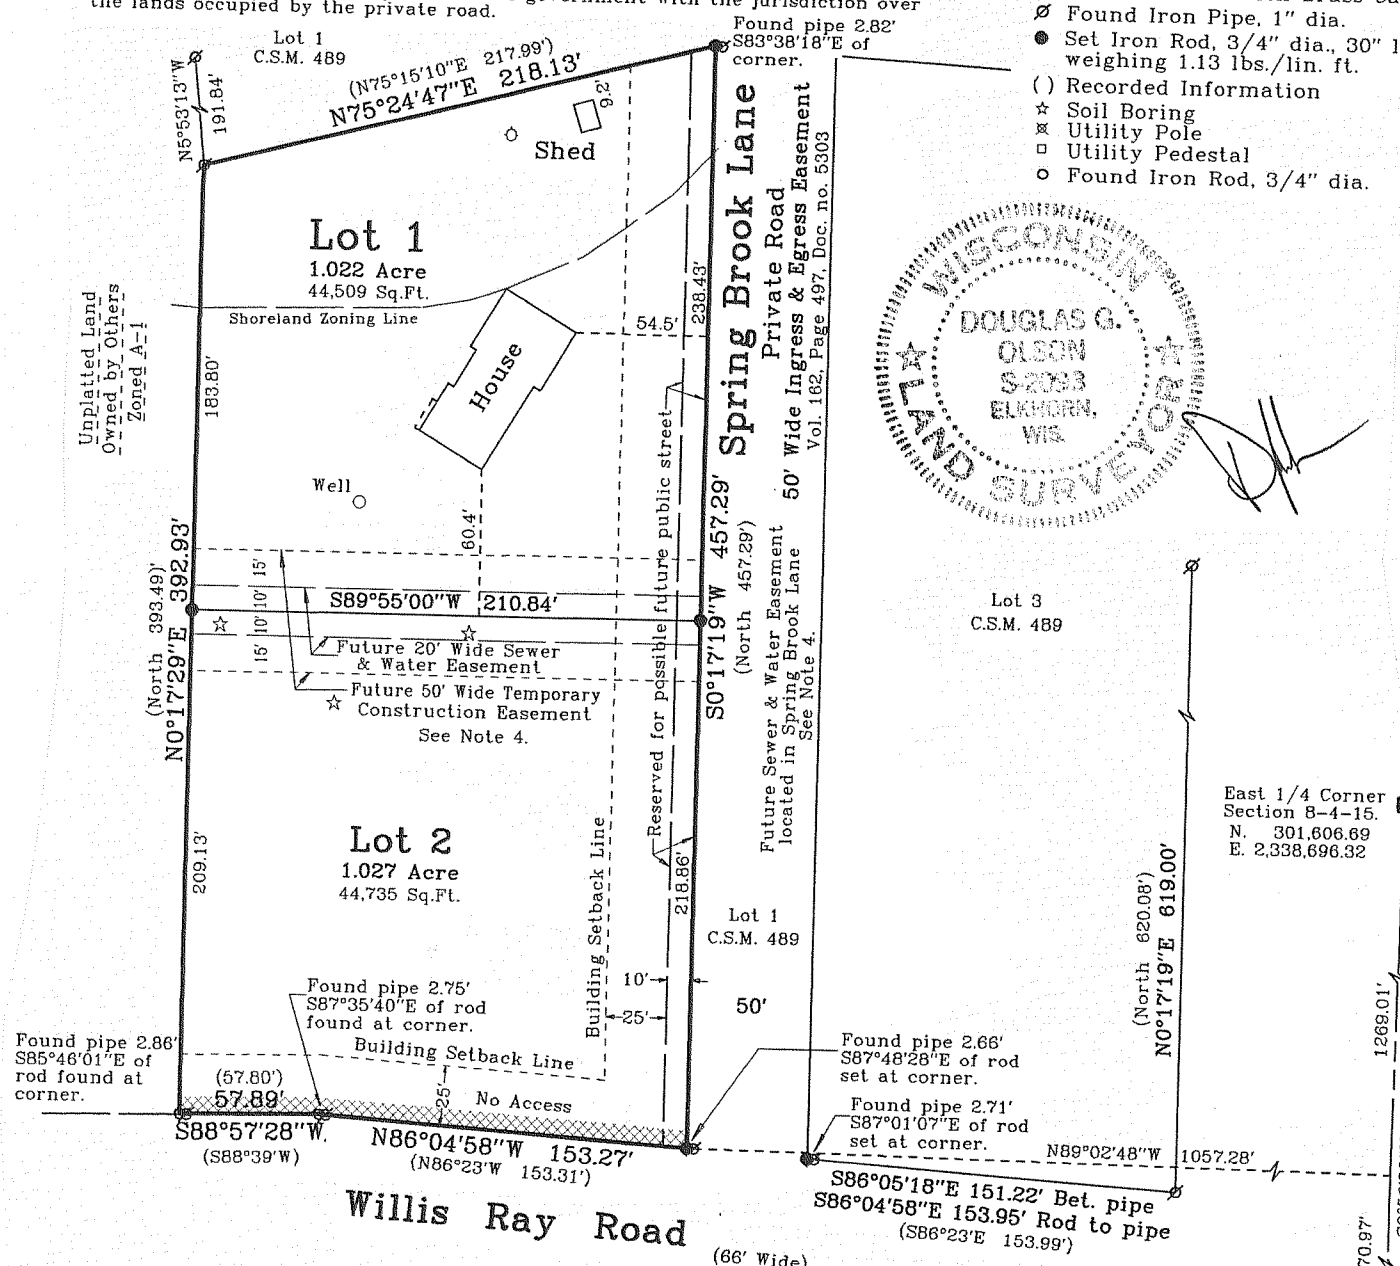 the lands occupied by the private road.
government with the jurisdiction over
Lot 1
C.S.M. 489
N5°53'13"W
191.84'
(N75°15'10"E 217.99')
N75°24'47"E 218.13'
Found pipe 2.82'
S83°38'18"E of
corner.
Found Iron Pipe, 1" dia.
Set Iron Rod, 3/4" dia., 30"
weighing 1.13 lbs./lin. ft.
( ) Recorded Information
Soil Boring
Utility Pole
Utility Pedestal
Found Iron Rod, 3/4" dia.
9.2'
Shed
Lot 1
1.022 Acre
44,509 Sq.Ft.
Shoreland Zoning Line
Unplatted Land
Owned by Others
Zoned A-1
183.80'
House
54.5'
238.43'
Spring Brook Lane
Private Road
50' Wide Ingress & Egress Easement
Vol. 162, Page 497, Doc. no. 5303
WISCONSIN
DOUGLAS G.
OLSON
S-2093
ELKHORN,
WIS.
LAND SURVEYOR
Well
60.4'
15'
10'
10'
15'
S89°55'00"W 210.84'
Future 20' Wide Sewer
& Water Easement
Future 50' Wide Temporary
Construction Easement
See Note 4.
(North 393.49')
N0°17'29"E 392.93'
Reserved for possible future public street
S0°17'19"W 457.29'
(North 457.29')
Future Sewer & Water Easement
located in Spring Brook Lane
See Note 4.
Lot 3
C.S.M. 489
East 1/4 Corner
Section 8-4-15.
N. 301,606.69
E. 2,338,696.32
Lot 2
1.027 Acre
44,735 Sq.Ft.
209.13'
Building Setback Line
218.86'
Lot 1
C.S.M. 489
10'
25'
50'
(North 620.08')
N0°17'19"E 619.00'
1269.01'
Found pipe 2.75'
S87°35'40"E of rod
found at corner.
Found pipe 2.86'
S85°46'01"E of
rod found at
corner.
Building Setback Line
25'
No Access
(57.80')
57.89'
S88°57'28"W.
(S88°39'W)
N86°04'58"W 153.27'
(N86°23'W 153.31')
Found pipe 2.66'
S87°48'28"E of rod
set at corner.
Found pipe 2.71'
S87°01'07"E of rod
set at corner.
N89°02'48"W 1057.28'
S86°05'18"E 151.22' Bet. pipe
S86°04'58"E 153.95' Rod to pipe
(S86°23'E 153.99')
Willis Ray Road
(66' Wide)
70.97'